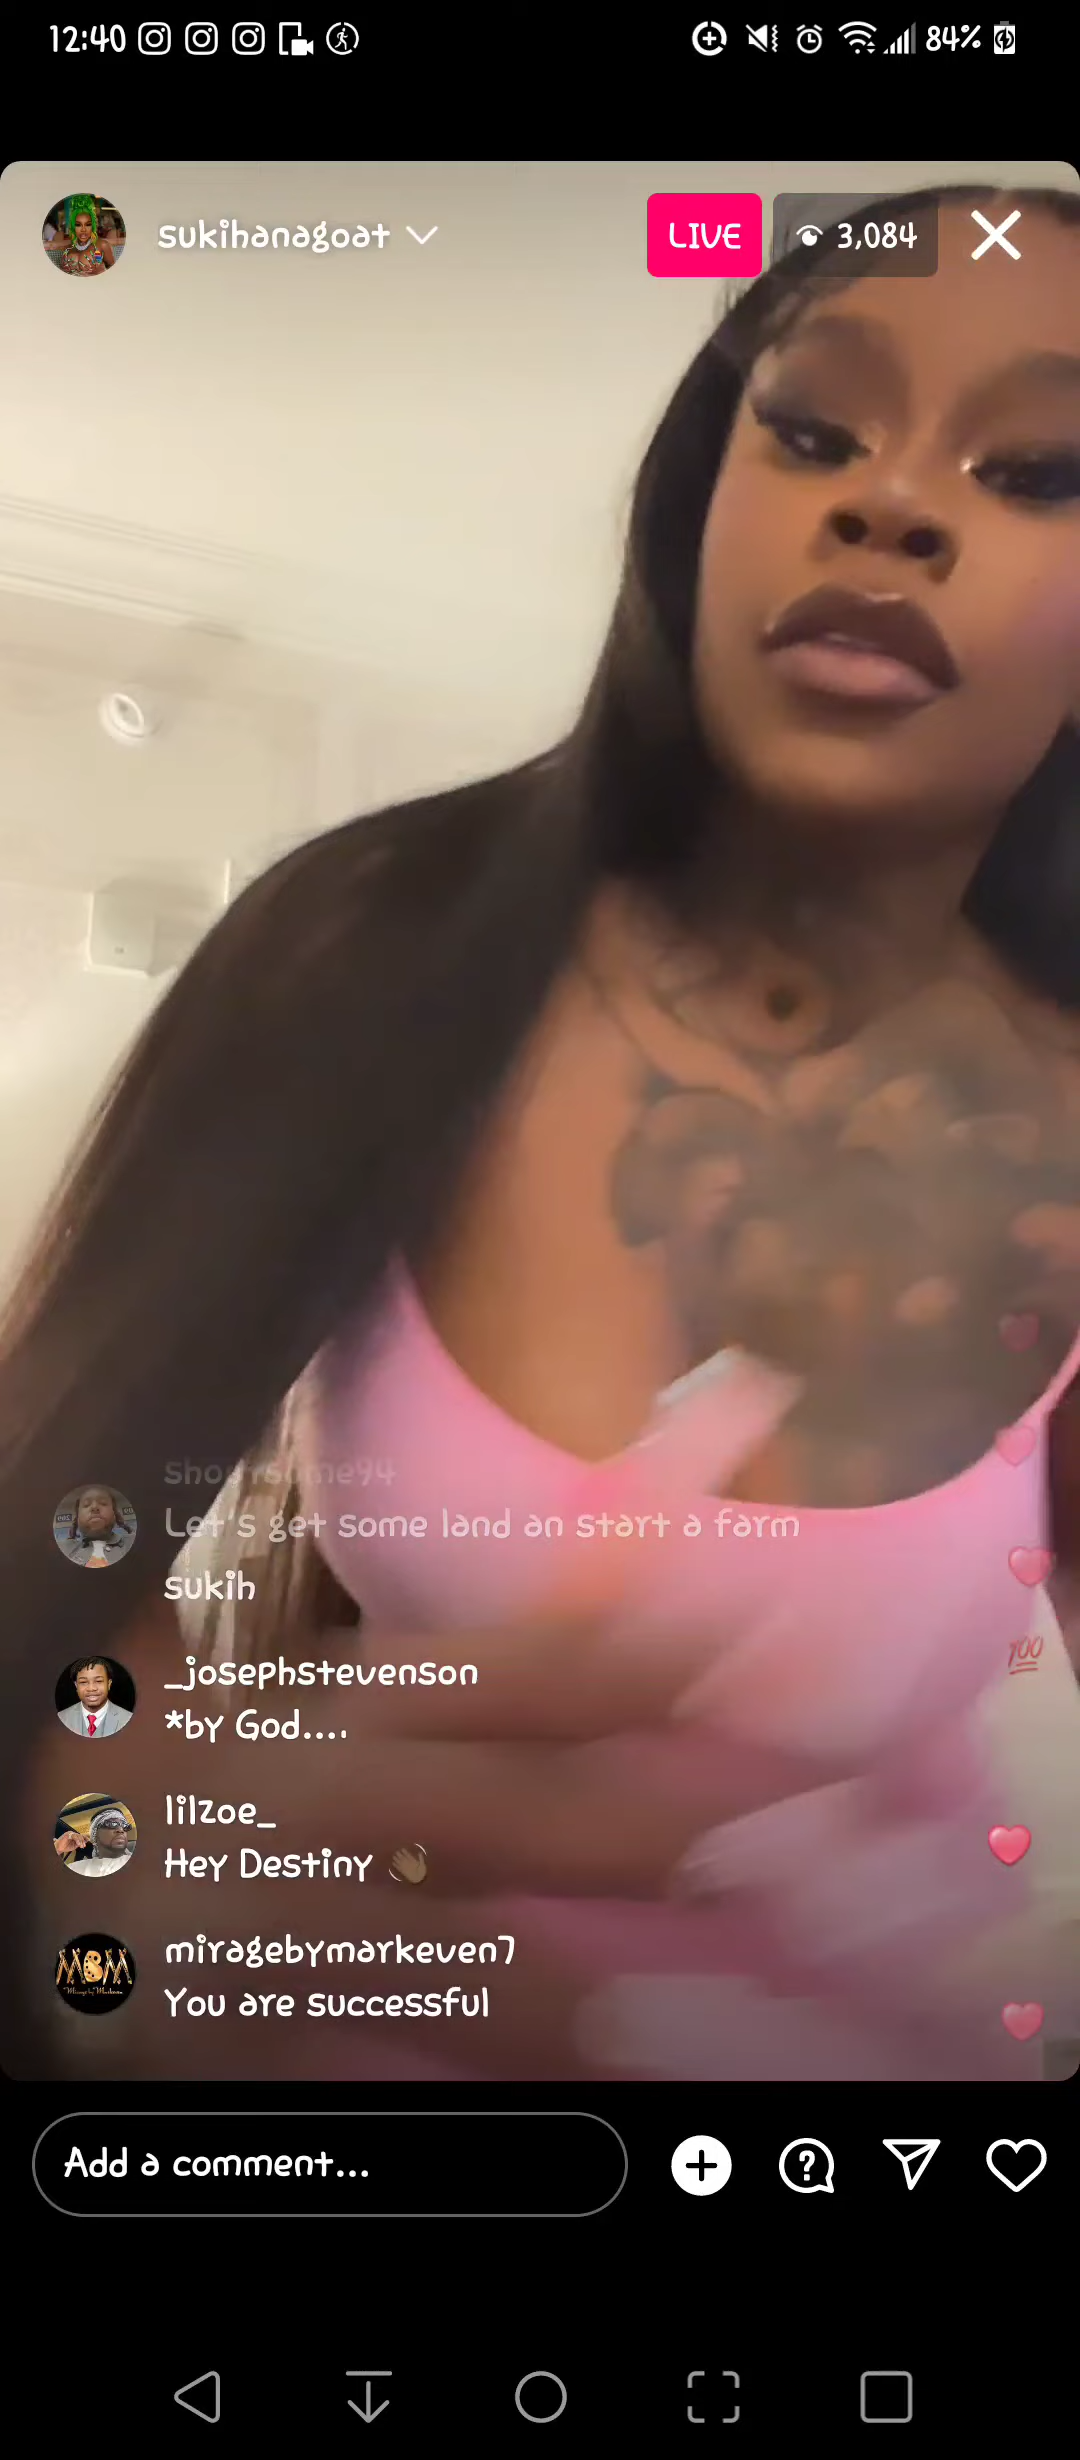 12:40
84%
sukihanagoat
LIVE
3,084
Let's get some land an start a farm
sukih
_josephstevenson
*by God....
lilzoe_
Hey Destiny 👋🏾
MBM
miragebymarkeven7
You are successful
Add a comment...